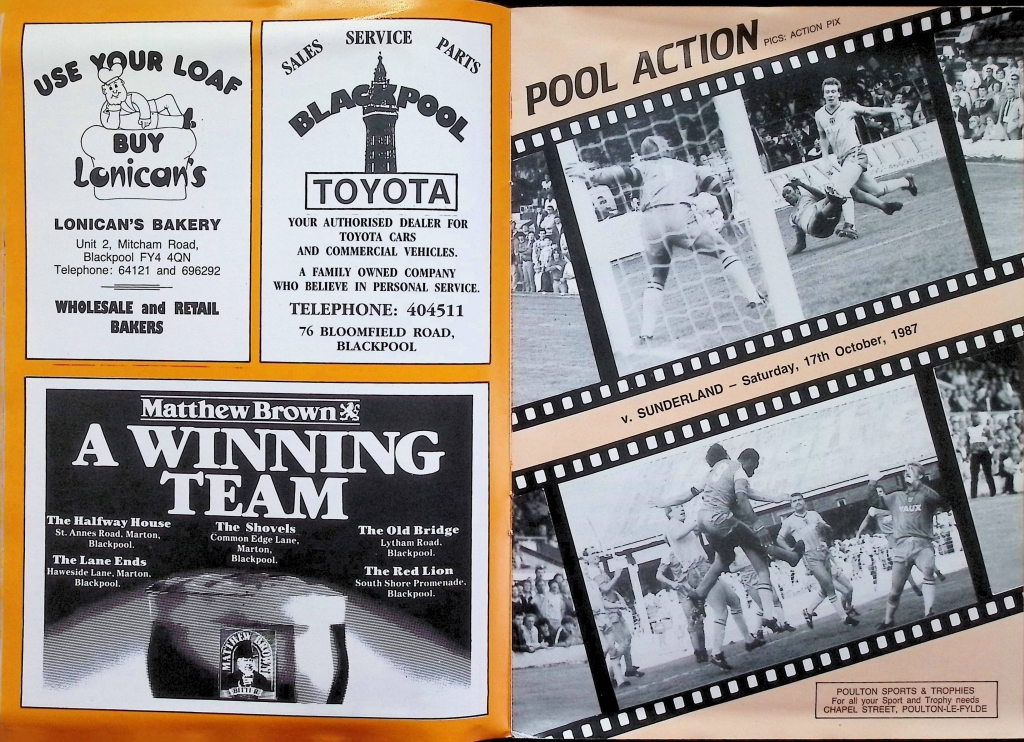 USE YOUR LOAF
BUY
Lonican's
LONICAN'S BAKERY
Unit 2, Mitcham Road,
Blackpool FY4 4QN
Telephone: 64121 and 696292
WHOLESALE and RETAIL
BAKERS
SALES SERVICE PARTS
BLACKPOOL
TOYOTA
YOUR AUTHORISED DEALER FOR
TOYOTA CARS
AND COMMERCIAL VEHICLES.
A FAMILY OWNED COMPANY
WHO BELIEVE IN PERSONAL SERVICE.
TELEPHONE: 404511
76 BLOOMFIELD ROAD,
BLACKPOOL
Matthew Brown
A WINNING
TEAM
The Halfway House
St. Annes Road, Marton,
Blackpool.
The Lane Ends
Haweside Lane, Marton,
Blackpool.
The Shovels
Common Edge Lane,
Marton,
Blackpool.
The Old Bridge
Lytham Road,
Blackpool.
The Red Lion
South Shore Promenade,
Blackpool.
MATTHEW BROWN
BITTER
POOL ACTION PICS: ACTION PIX
v. SUNDERLAND – Saturday, 17th October, 1987
VAUX
POULTON SPORTS & TROPHIES
For all your Sport and Trophy needs
CHAPEL STREET, POULTON-LE-FYLDE